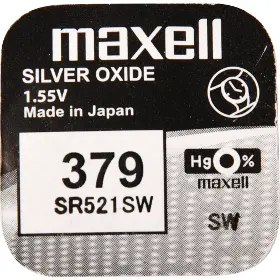 maxell
SILVER OXIDE
1.55V
Made in Japan
379
SR521SW
Hg0%
maxell
SW